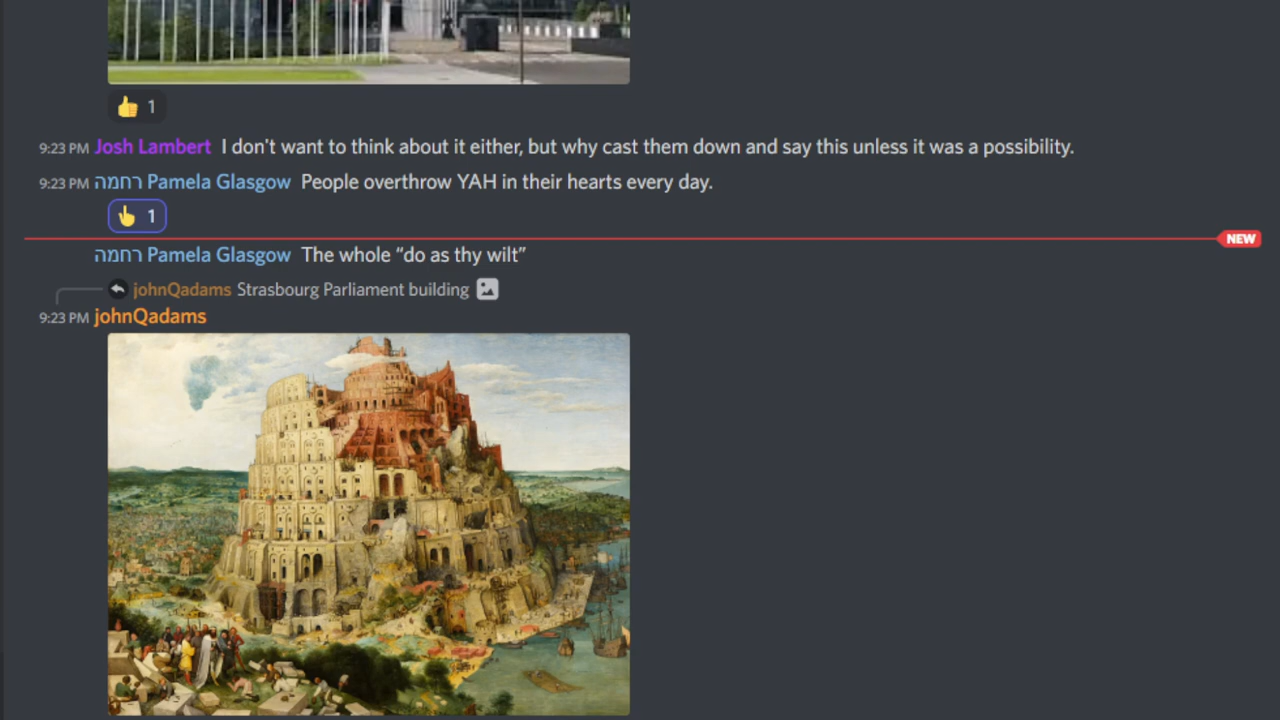 1
9:23 PM Josh Lambert I don't want to think about it either, but why cast them down and say this unless it was a possibility.
9:23 PM רחמה Pamela Glasgow People overthrow YAH in their hearts every day.
1
NEW
רחמה Pamela Glasgow The whole “do as thy wilt”
johnQadams Strasbourg Parliament building
9:23 PM johnQadams